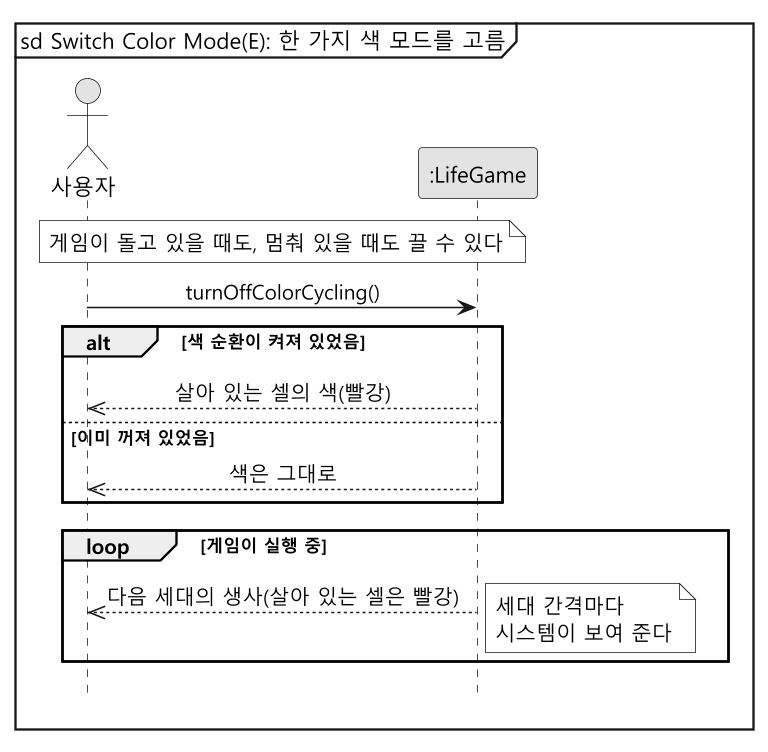 sd Switch Color Mode(E): 한 가지 색 모드를 고름
사용자
:LifeGame
게임이 돌고 있을 때도, 멈춰 있을 때도 끌 수 있다
turnOffColorCycling()
alt [색 순환이 켜져 있었음]
살아 있는 셀의 색(빨강)
[이미 꺼져 있었음]
색은 그대로
loop [게임이 실행 중]
다음 세대의 생사(살아 있는 셀은 빨강)
세대 간격마다
시스템이 보여 준다